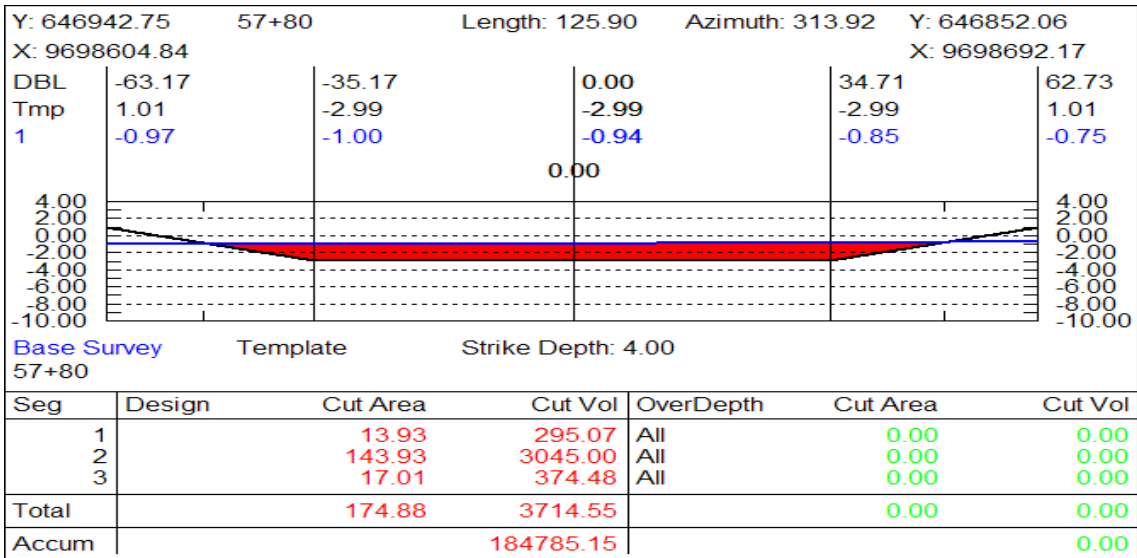 Y: 646942.75 57+80 Length: 125.90 Azimuth: 313.92 Y: 646852.06
X: 9698604.84 X: 9698692.17
DBL -63.17 -35.17 0.00 34.71 62.73
Tmp 1.01 -2.99 -2.99 -2.99 1.01
1 -0.97 -1.00 -0.94 -0.85 -0.75
0.00
4.00 4.00
2.00 2.00
0.00 0.00
-2.00 -2.00
-4.00 -4.00
-6.00 -6.00
-8.00 -8.00
-10.00 -10.00
Base Survey Template Strike Depth: 4.00
57+80
Seg Design Cut Area Cut Vol OverDepth Cut Area Cut Vol
1 13.93 295.07 All 0.00 0.00
2 143.93 3045.00 All 0.00 0.00
3 17.01 374.48 All 0.00 0.00
Total 174.88 3714.55 0.00 0.00
Accum 184785.15 0.00